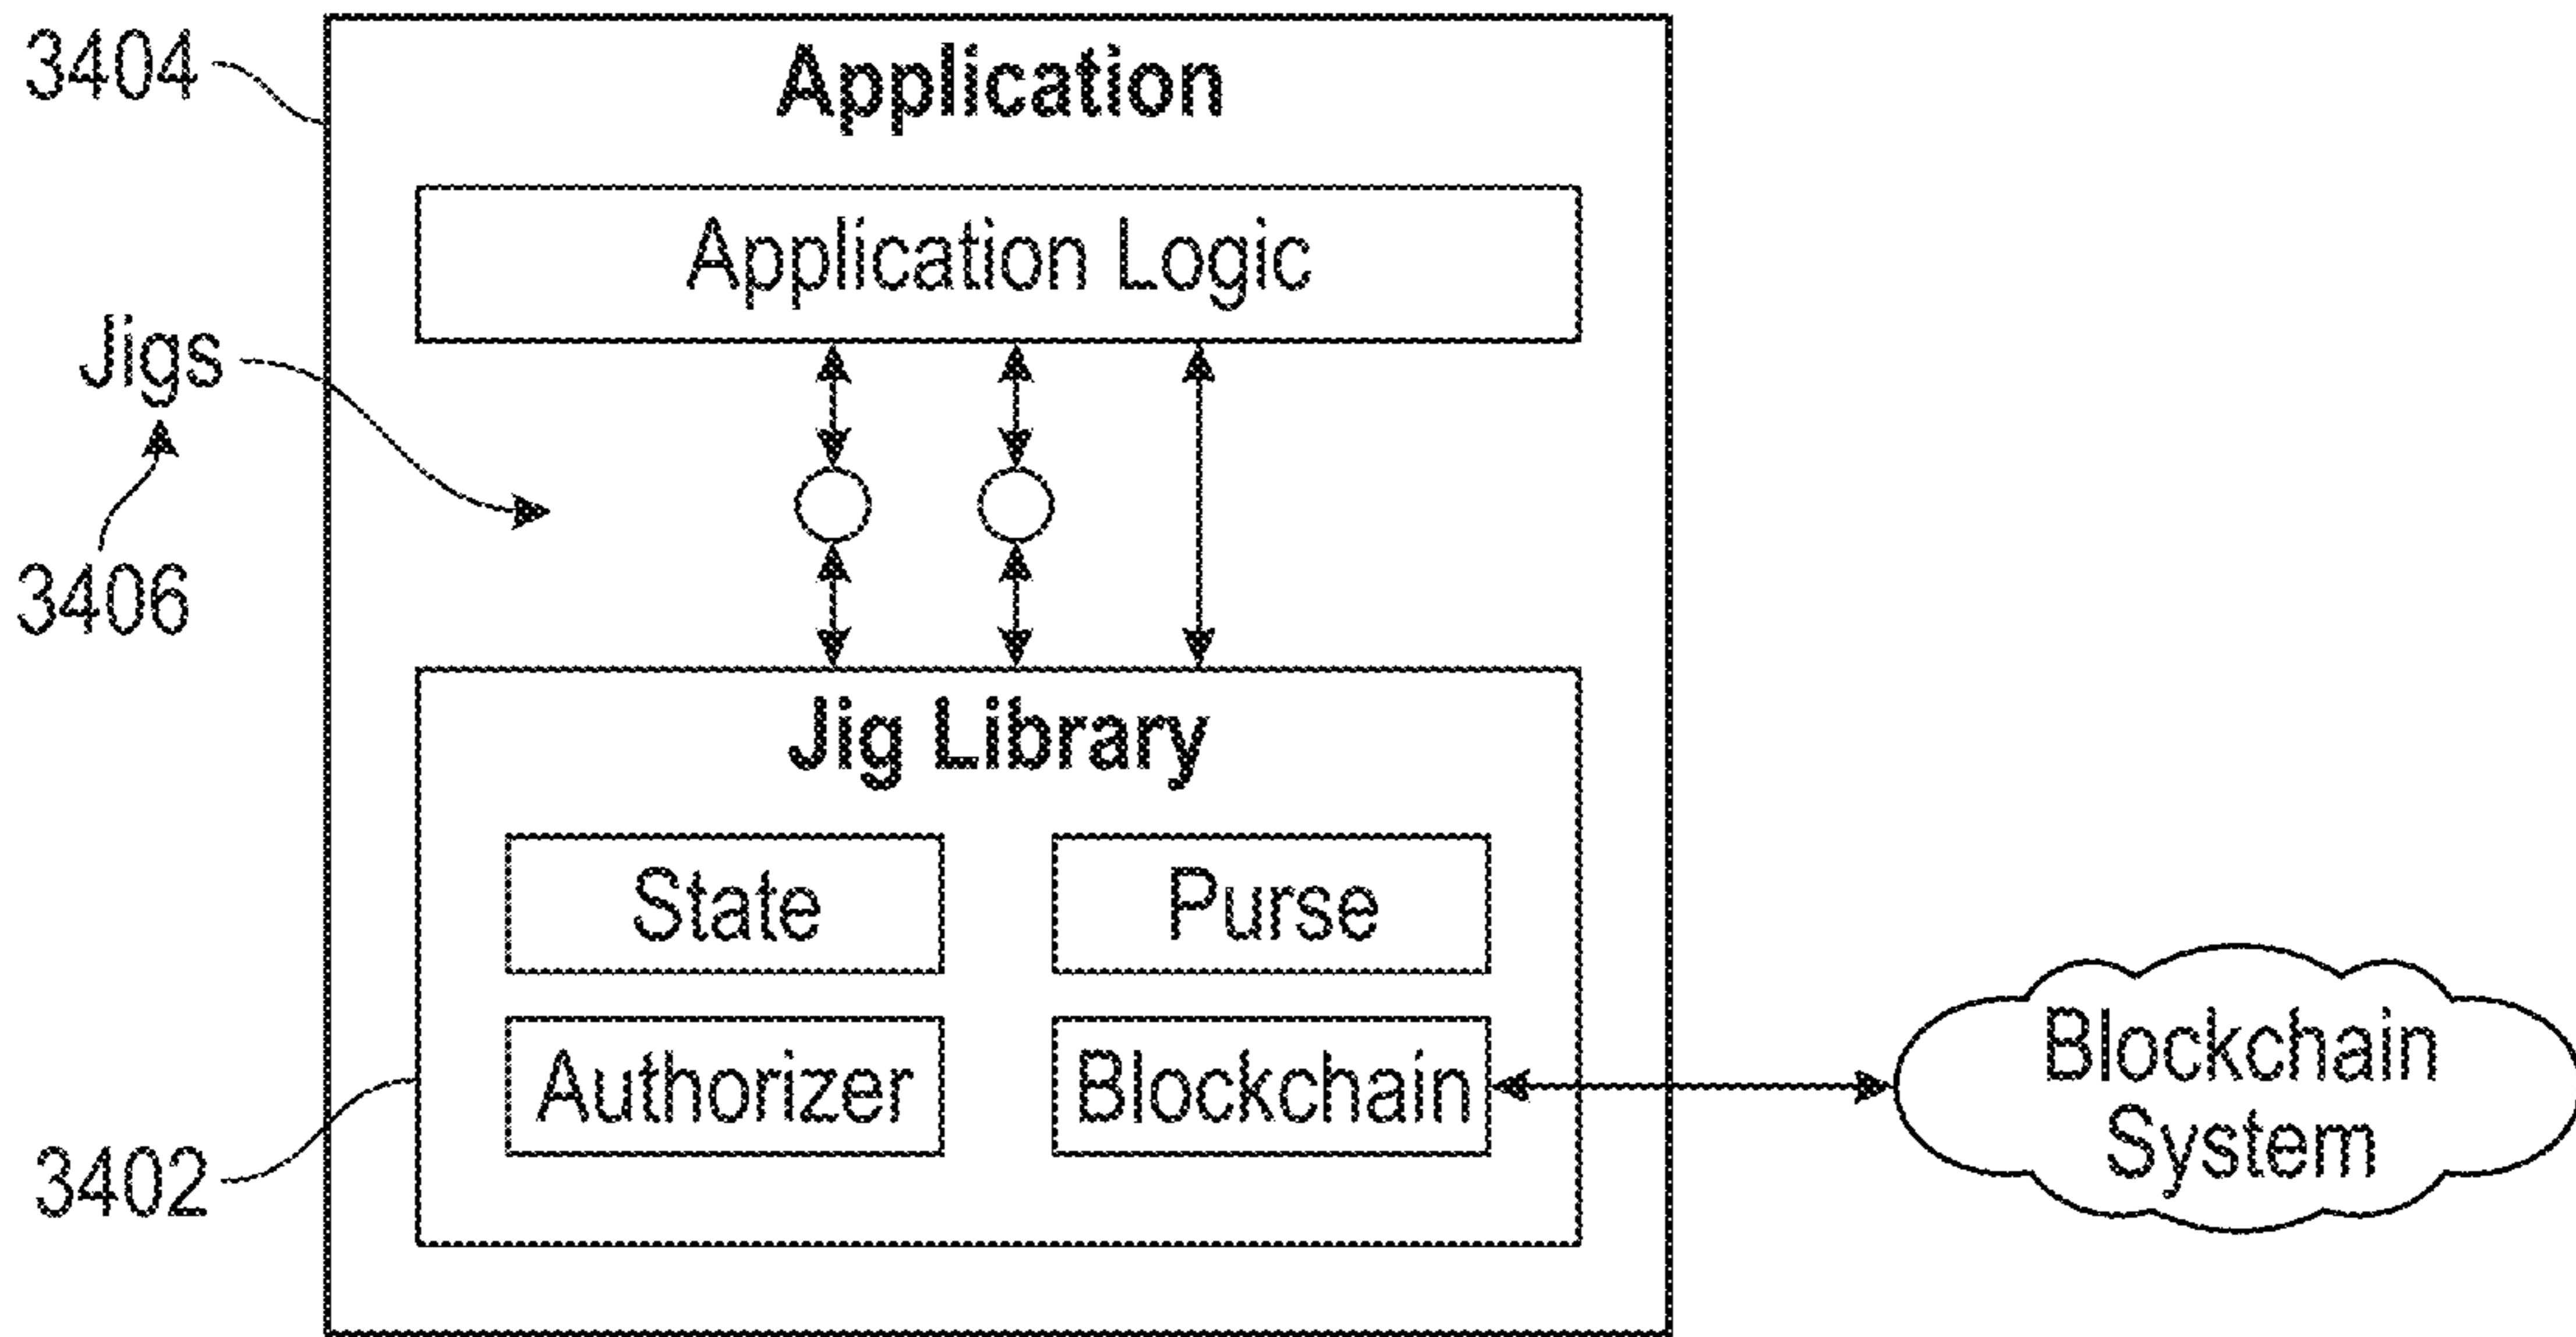 3404
Application
Application Logic
Jigs
3406
Jig Library
State
Purse
Authorizer
Blockchain
3402
Blockchain
System